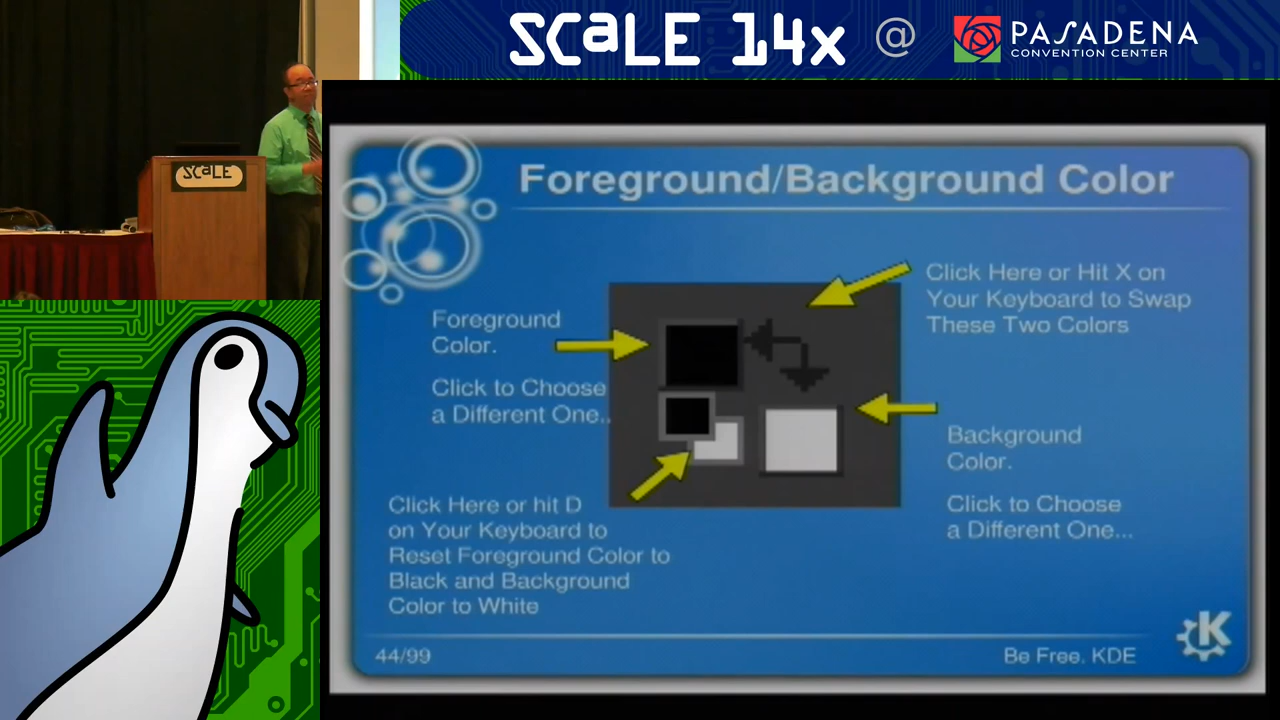 SCaLE 14x @ PASADENA
CONVENTION CENTER
SCaLE
Foreground/Background Color
Click Here or Hit X on
Your Keyboard to Swap
These Two Colors
Foreground
Color.
Click to Choose
a Different One..
Background
Color.
Click to Choose
a Different One...
Click Here or hit D
on Your Keyboard to
Reset Foreground Color to
Black and Background
Color to White
44/99
Be Free. KDE
K